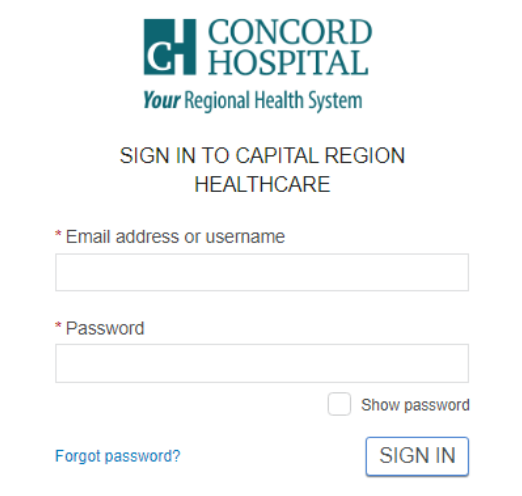 CH CONCORD
HOSPITAL
Your Regional Health System
SIGN IN TO CAPITAL REGION
HEALTHCARE
* Email address or username
* Password
Show password
Forgot password?
SIGN IN